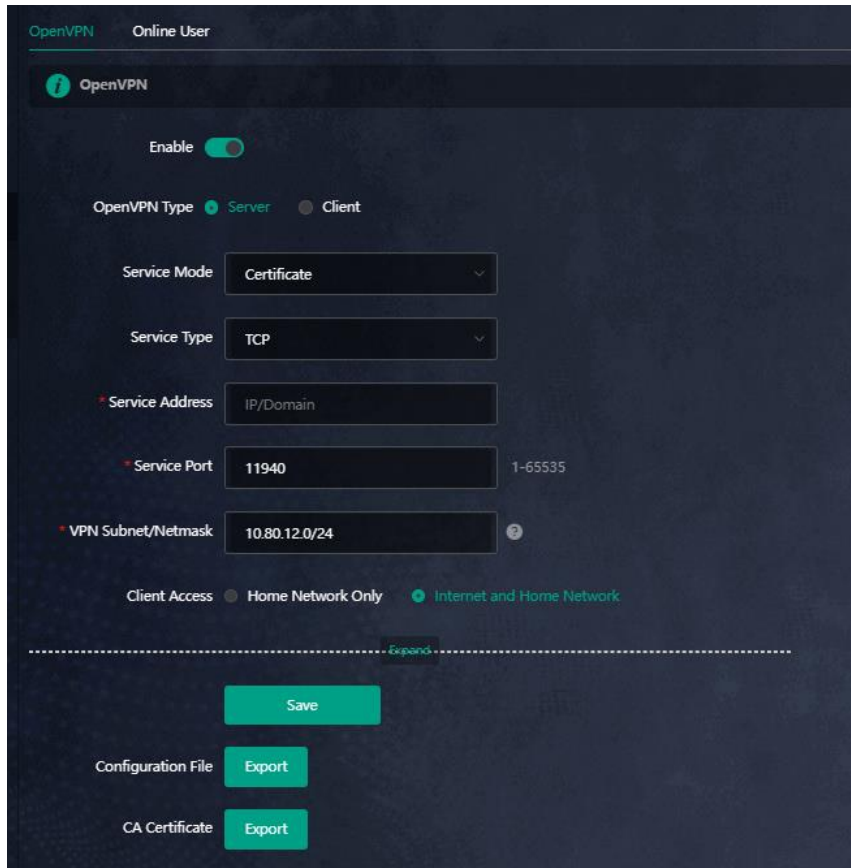 OpenVPN Online User
OpenVPN
Enable
OpenVPN Type Server Client
Service Mode Certificate
Service Type TCP
* Service Address IP/Domain
* Service Port 11940 1-65535
* VPN Subnet/Netmask 10.80.12.0/24 ?
Client Access Home Network Only Internet and Home Network
Expand
Save
Configuration File Export
CA Certificate Export